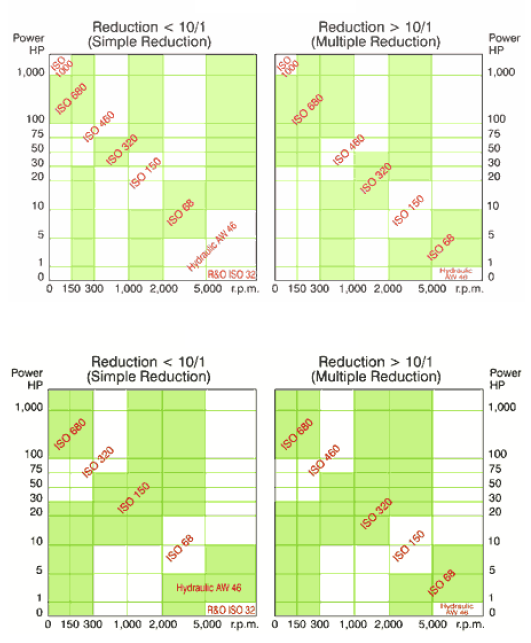 Reduction < 10/1
(Simple Reduction)
Reduction > 10/1
(Multiple Reduction)
Power
HP
Power
HP
ISO
1000
ISO 680
ISO 460
ISO 320
ISO 150
ISO 68
Hydraulic AW 46
R&O ISO 32
1,000
100
75
50
30
20
10
5
1
0
0 150 300 1,000 2,000 5,000 r.p.m.
ISO
1000
ISO 680
ISO 460
ISO 320
ISO 150
ISO 68
Hydraulic
AW 46
1,000
100
75
50
30
20
10
5
1
0
0 150 300 1,000 2,000 5,000 r.p.m.
Reduction < 10/1
(Simple Reduction)
Reduction > 10/1
(Multiple Reduction)
Power
HP
Power
HP
ISO 680
ISO 320
ISO 150
ISO 68
Hydraulic AW 46
R&O ISO 32
1,000
100
75
50
30
20
10
5
1
0
0 150 300 1,000 2,000 5,000 r.p.m.
ISO 680
ISO 460
ISO 320
ISO 150
ISO 68
Hydraulic
AW 46
1,000
100
75
50
30
20
10
5
1
0
0 150 300 1,000 2,000 5,000 r.p.m.